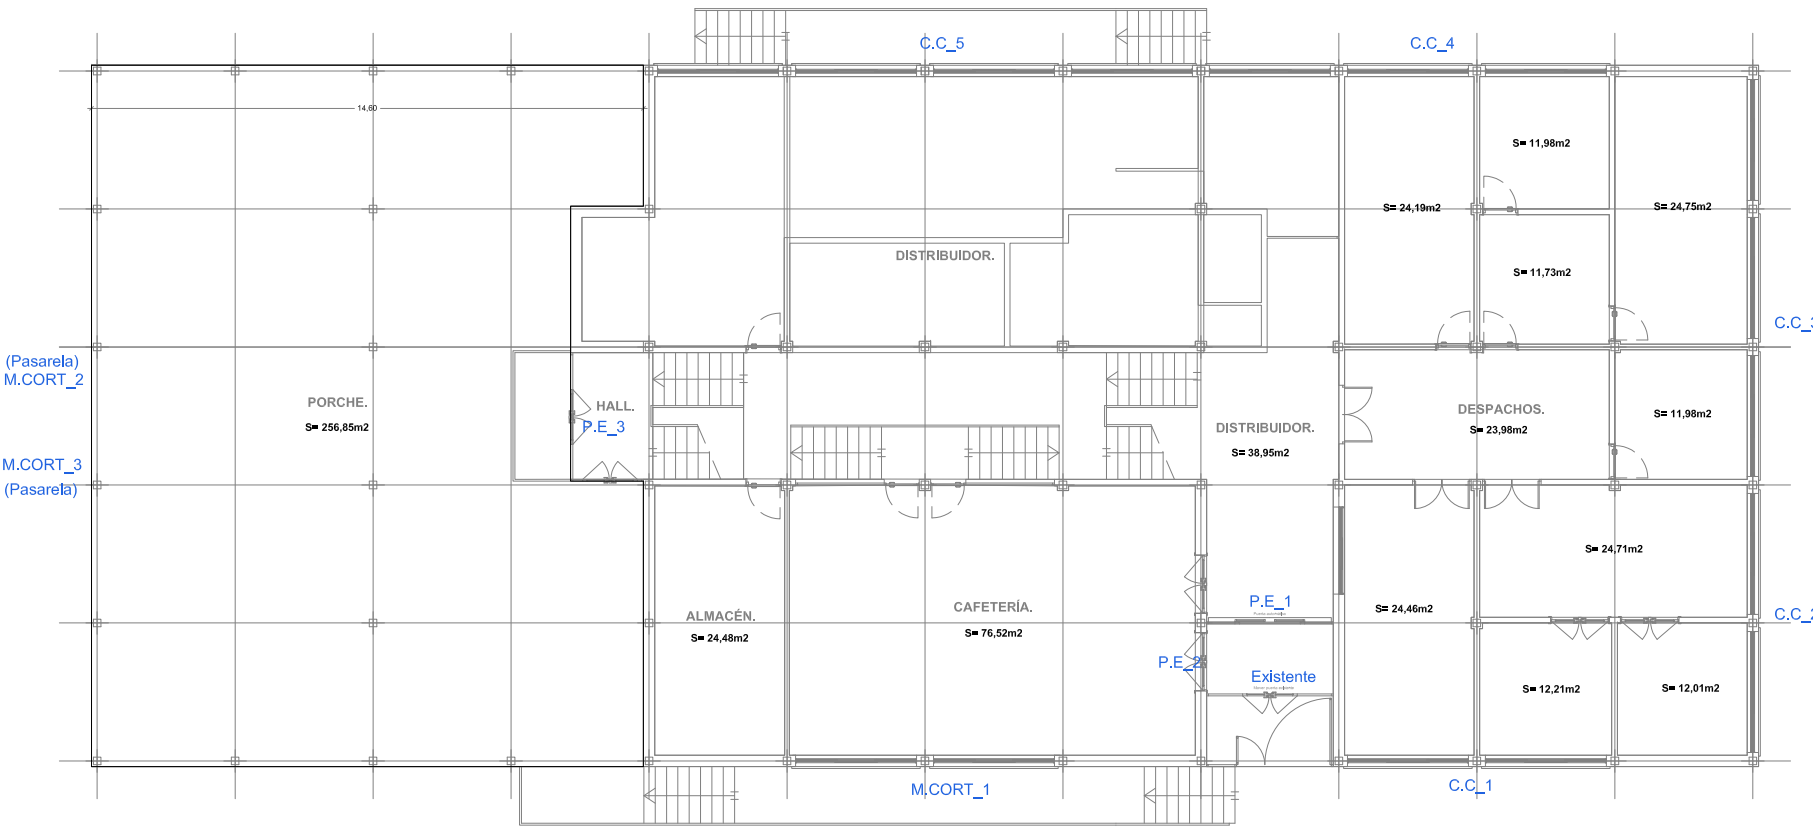 C.C_5
C.C_4
14,60
S= 11,98m2
S= 24,19m2
S= 24,75m2
DISTRIBUIDOR.
S= 11,73m2
C.C_3
(Pasarela)
M.CORT_2
PORCHE.
S= 256,85m2
HALL.
P.E_3
DISTRIBUIDOR.
S= 38,95m2
DESPACHOS.
S= 23,98m2
S= 11,98m2
M.CORT_3
(Pasarela)
S= 24,71m2
ALMACÉN.
S= 24,48m2
CAFETERÍA.
S= 76,52m2
P.E_1
Puerta automática
S= 24,46m2
C.C_2
P.E_2
Existente
S= 12,21m2
S= 12,01m2
M.CORT_1
C.C_1